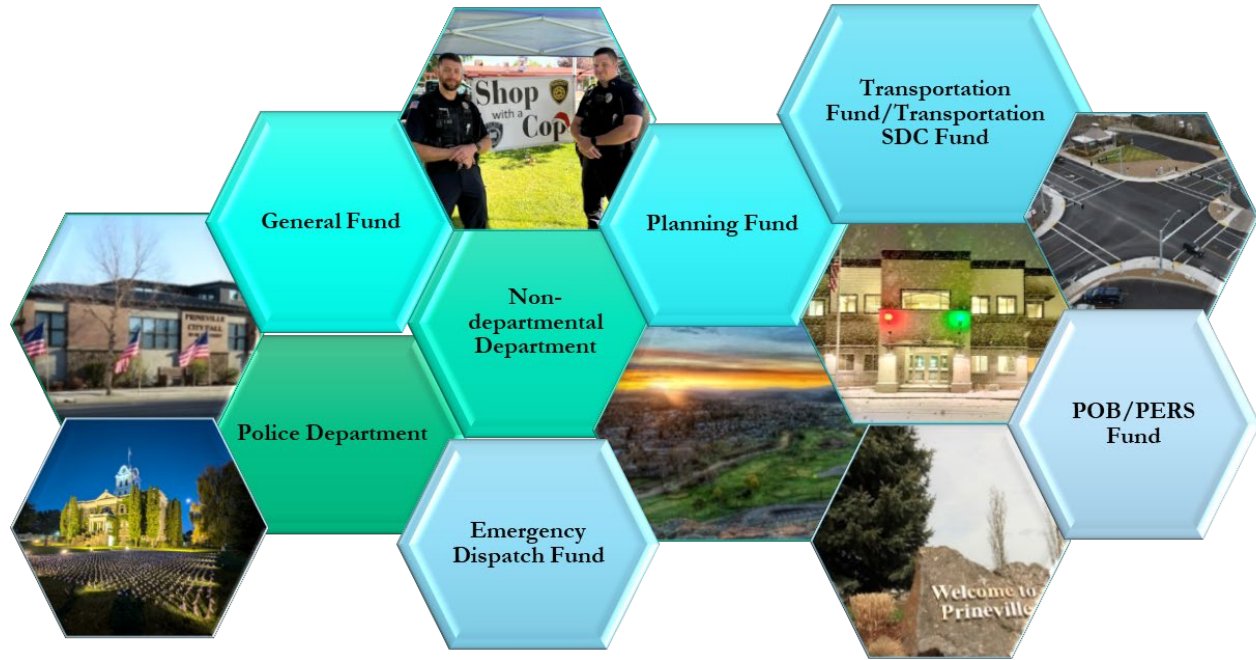 Shop
with a
Cop
Transportation
Fund/Transportation
SDC Fund
General Fund
Planning Fund
Non-
departmental
Department
PRINEVILLE
CITY HALL
Police Department
POB/PERS
Fund
Emergency
Dispatch Fund
Welcome to
Prineville